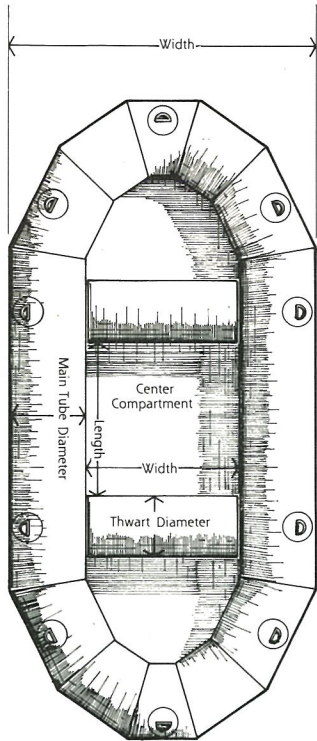 Width
Center
Compartment
Main Tube Diameter
Length
Width
Thwart Diameter